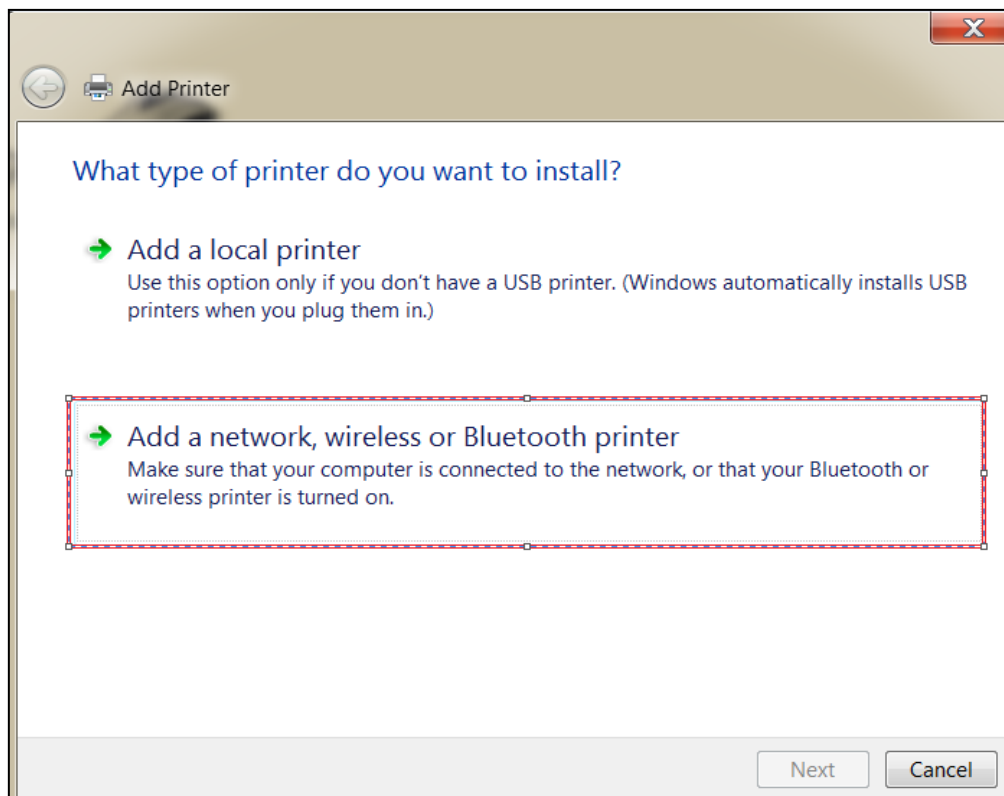 Add Printer
What type of printer do you want to install?
Add a local printer
Use this option only if you don't have a USB printer. (Windows automatically installs USB
printers when you plug them in.)
Add a network, wireless or Bluetooth printer
Make sure that your computer is connected to the network, or that your Bluetooth or
wireless printer is turned on.
Next
Cancel